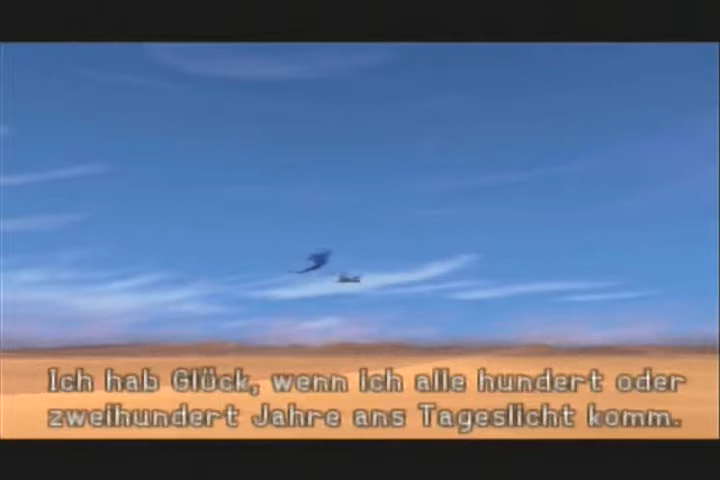 Ich hab Glück, wenn ich alle hundert oder
zweihundert Jahre ans Tageslicht komm.